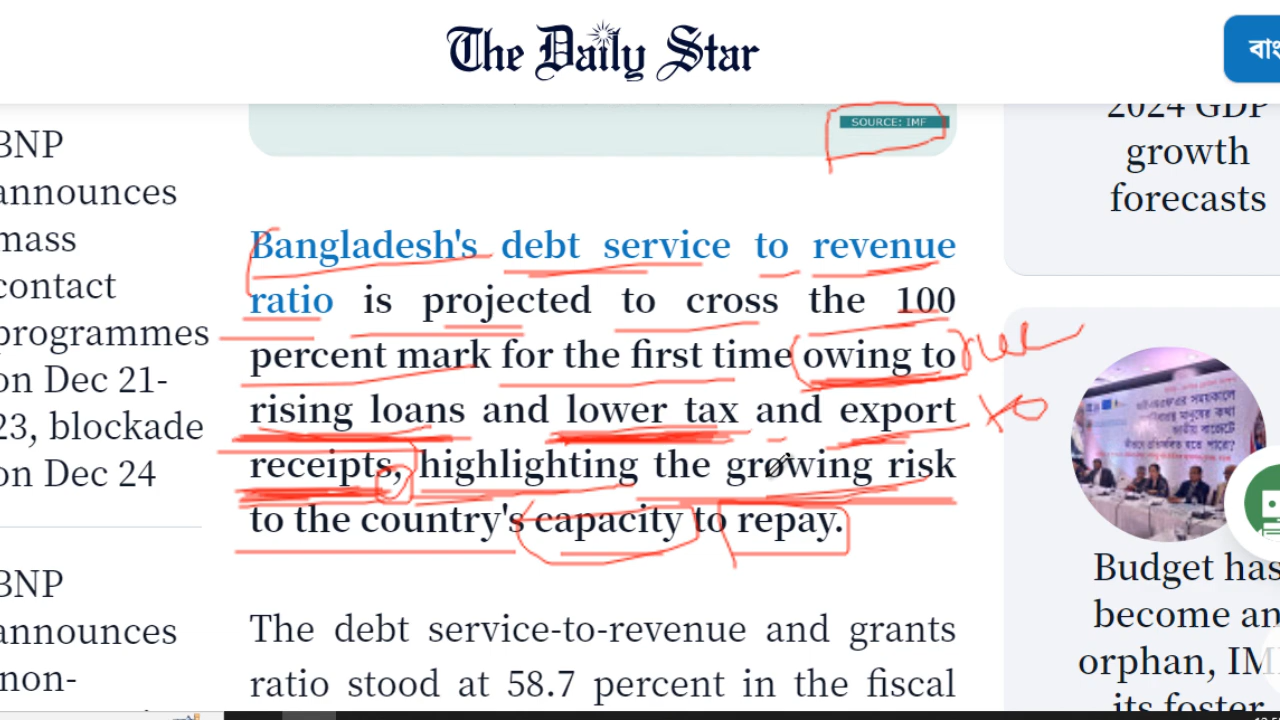 The Daily Star
বাং
BNP
announces
mass
contact
programmes
on Dec 21-
23, blockade
on Dec 24
BNP
announces
non-
SOURCE: IMF
Bangladesh's debt service to revenue
ratio is projected to cross the 100
percent mark for the first time owing to
rising loans and lower tax and export
receipts, highlighting the growing risk
to the country's capacity to repay.
The debt service-to-revenue and grants
ratio stood at 58.7 percent in the fiscal
due
to
2024 GDP
growth
forecasts
Budget has
become an
orphan, IM
its foster